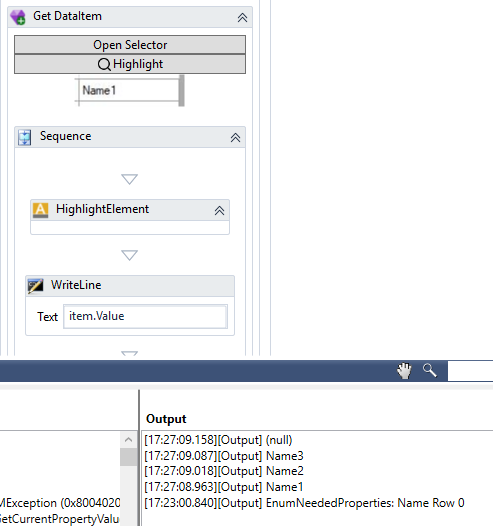 Get DataItem
Open Selector
Highlight
Name1
Sequence
HighlightElement
WriteLine
Text item.Value
Output
[17:27:09.158][Output] (null)
[17:27:09.087][Output] Name3
[17:27:09.018][Output] Name2
[17:27:08.963][Output] Name1
[17:23:00.840][Output] EnumNeededProperties: Name Row 0
MException (0x8004020
GetCurrentPropertyValu